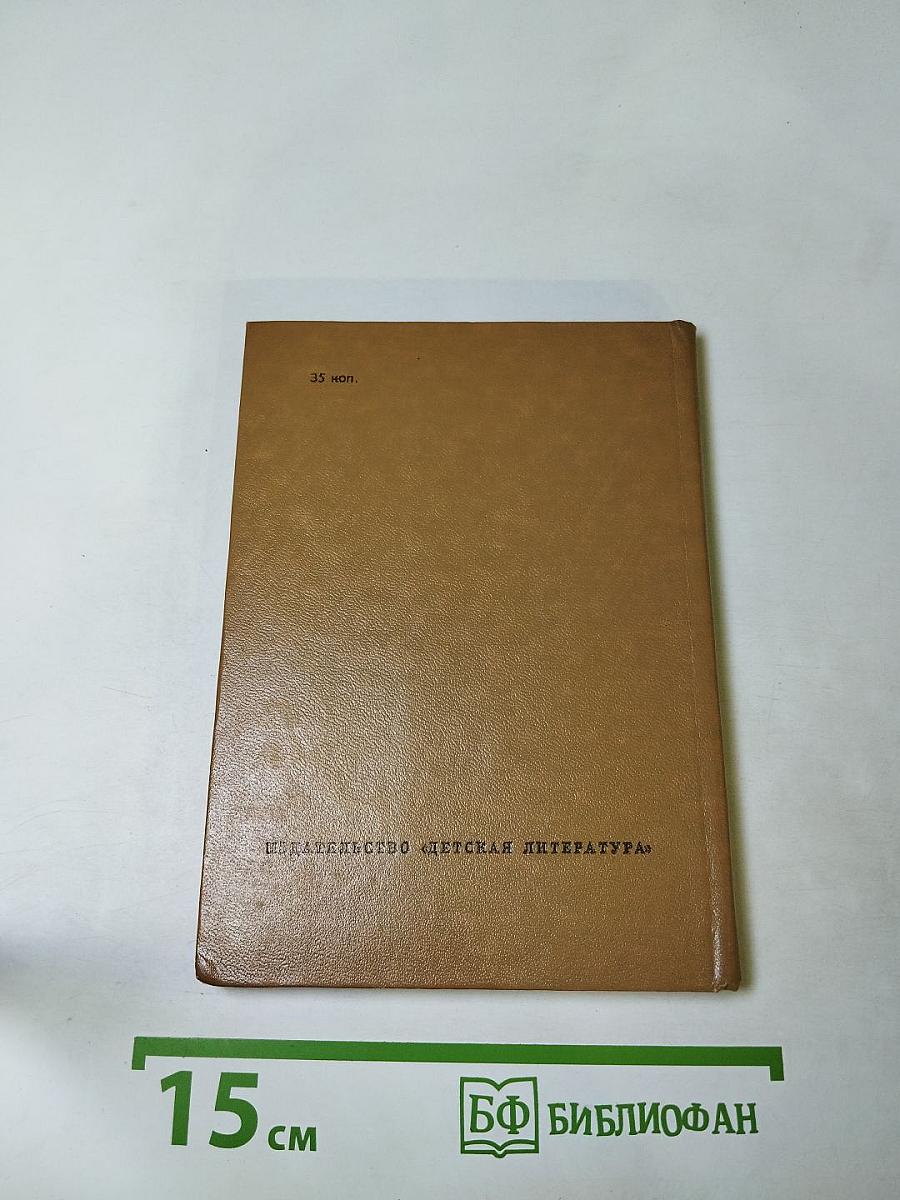 35 коп.
ИЗДАТЕЛЬСТВО «ДЕТСКАЯ ЛИТЕРАТУРА»
15 см
БФ БИБЛИОФАН